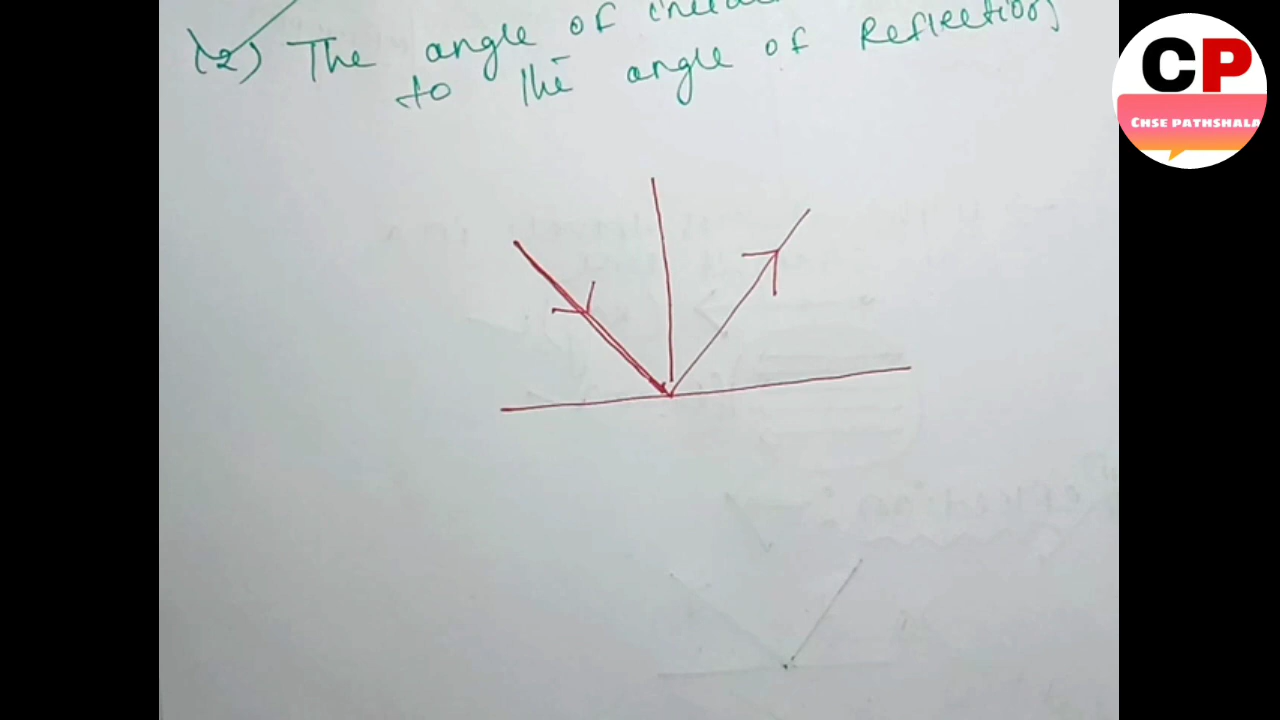 (2) The angle of
to the angle of Reflection,
CP
CHSE PATHSHALA